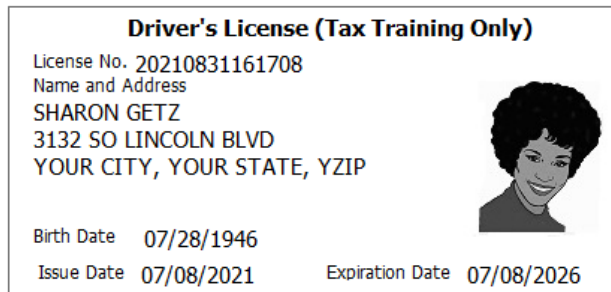 Driver's License (Tax Training Only)
License No. 20210831161708
Name and Address
SHARON GETZ
3132 SO LINCOLN BLVD
YOUR CITY, YOUR STATE, YZIP
Birth Date 07/28/1946
Issue Date 07/08/2021 Expiration Date 07/08/2026